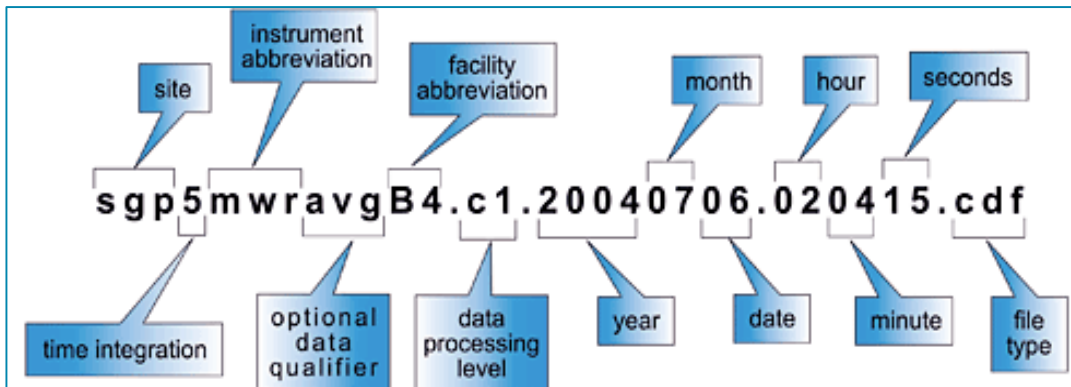 instrument
abbreviation
site
facility
abbreviation
month
hour
seconds
sgp5mwravgB4.c1.20040706.020415.cdf
time integration
optional
data
qualifier
data
processing
level
year
date
minute
file
type